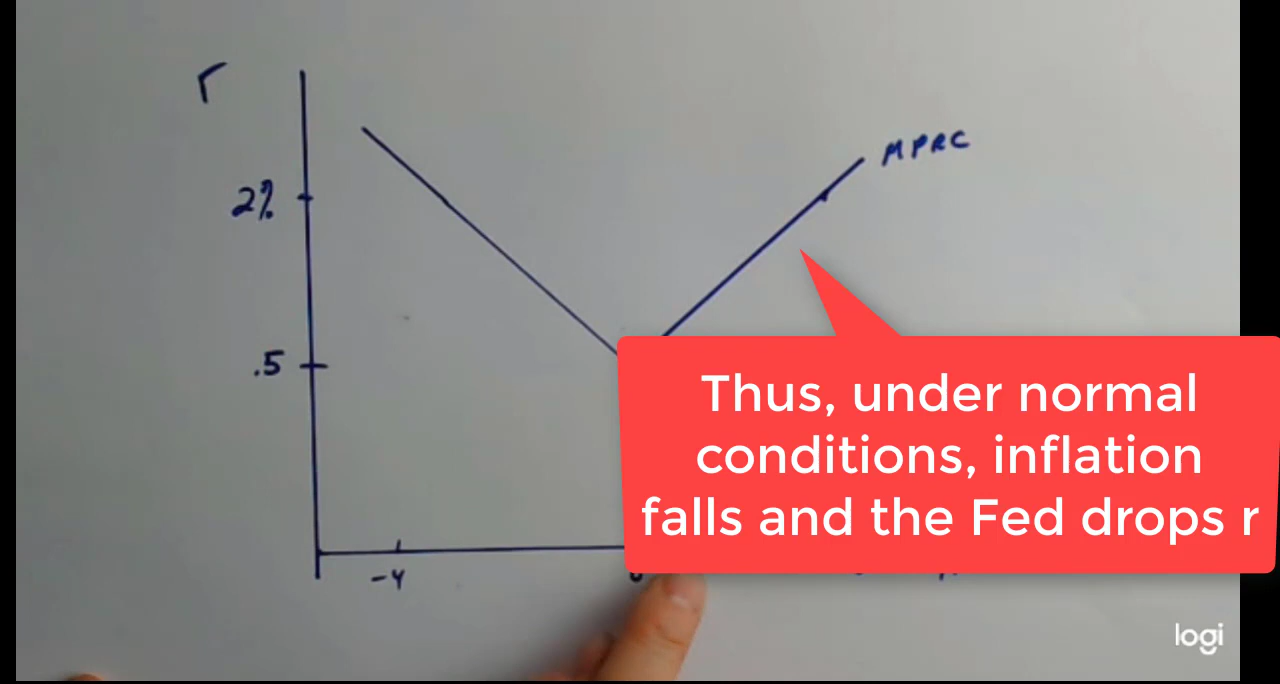 r
MPRC
2%
.5
Thus, under normal
conditions, inflation
falls and the Fed drops r
-4
logi